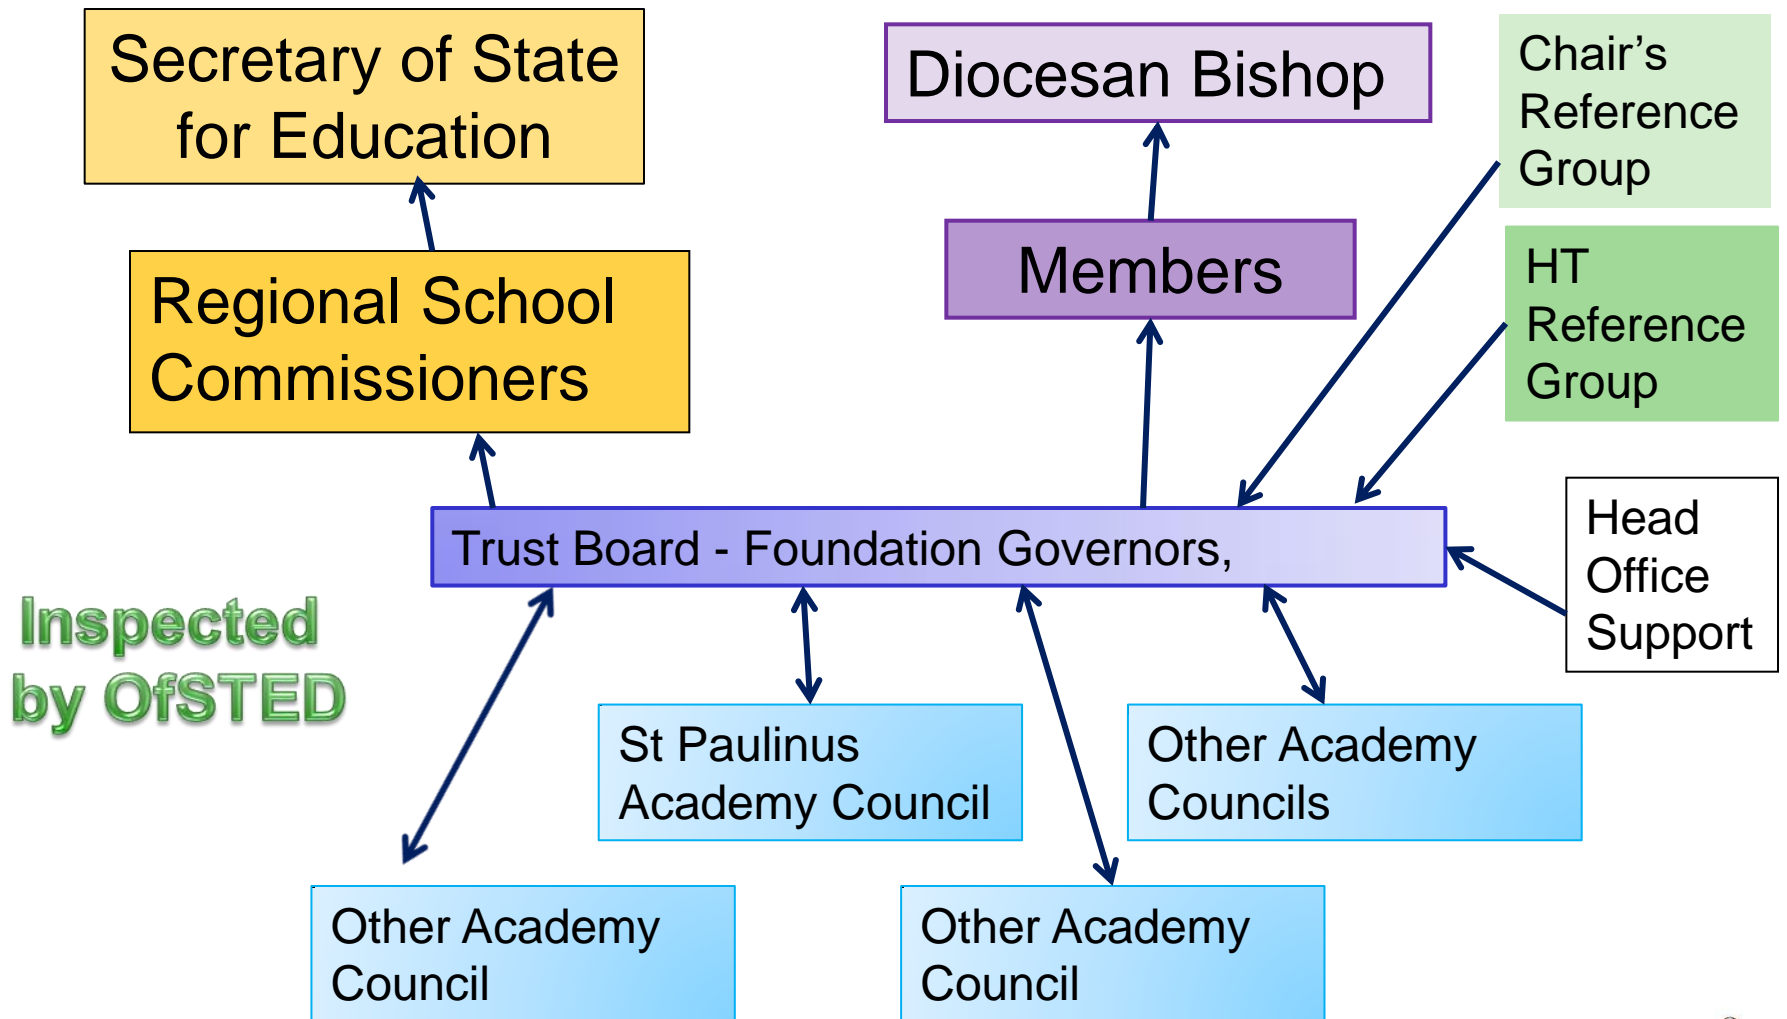 Secretary of State
for Education
Diocesan Bishop
Chair’s
Reference
Group
Regional School
Commissioners
Members
HT
Reference
Group
Trust Board - Foundation Governors,
Head
Office
Support
Inspected
by OfSTED
St Paulinus
Academy Council
Other Academy
Councils
Other Academy
Council
Other Academy
Council